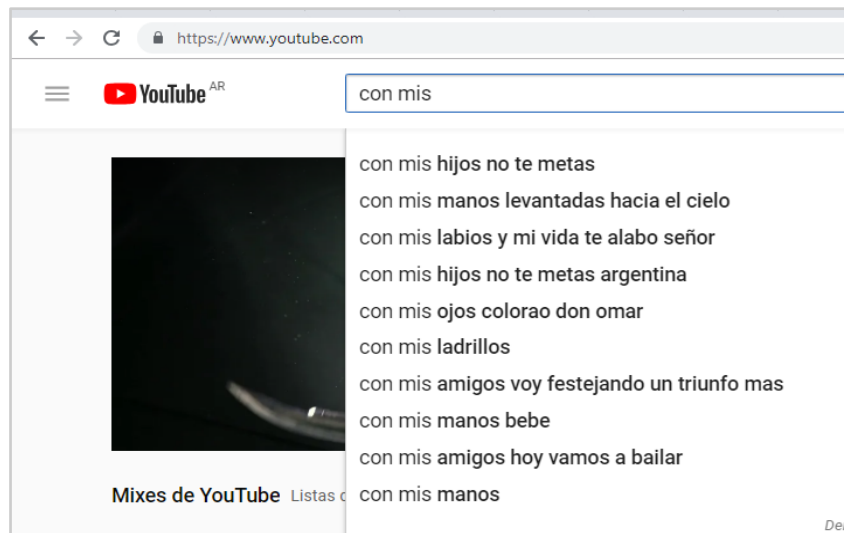 https://www.youtube.com
YouTube AR
con mis
con mis hijos no te metas
con mis manos levantadas hacia el cielo
con mis labios y mi vida te alabo señor
con mis hijos no te metas argentina
con mis ojos colorao don omar
con mis ladrillos
con mis amigos voy festejando un triunfo mas
con mis manos bebe
con mis amigos hoy vamos a bailar
con mis manos
Mixes de YouTube Listas